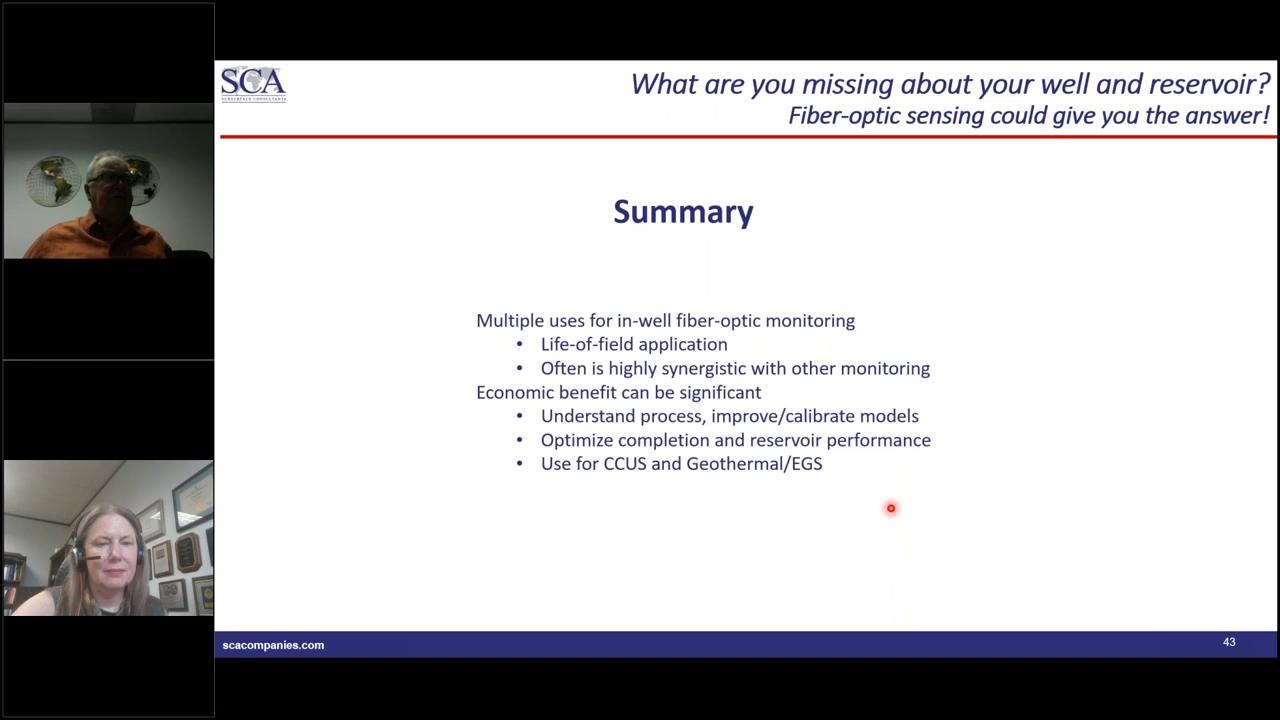 SCA
SUBSURFACE CONSULTANTS
What are you missing about your well and reservoir?
Fiber-optic sensing could give you the answer!
Summary
Multiple uses for in-well fiber-optic monitoring
• Life-of-field application
• Often is highly synergistic with other monitoring
Economic benefit can be significant
• Understand process, improve/calibrate models
• Optimize completion and reservoir performance
• Use for CCUS and Geothermal/EGS
scacompanies.com
43